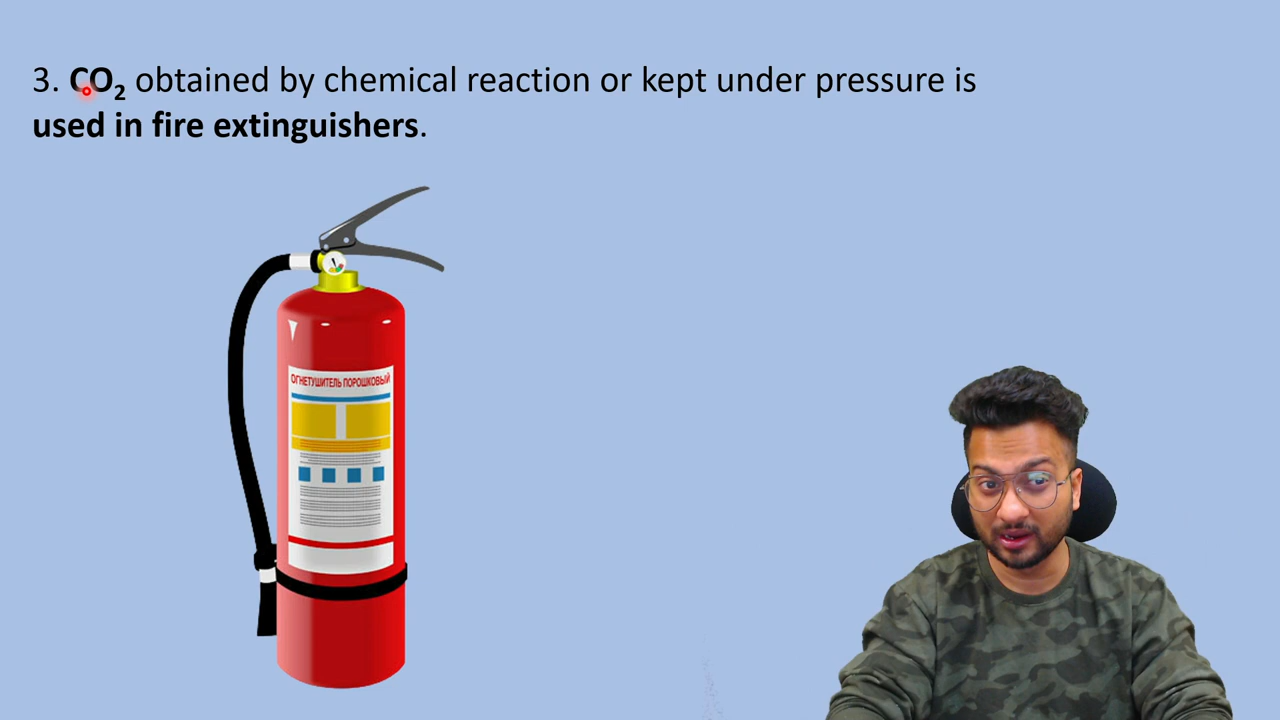 3. CO₂ obtained by chemical reaction or kept under pressure is
used in fire extinguishers.
ОГНЕТУШИТЕЛЬ ПОРОШКОВЫЙ